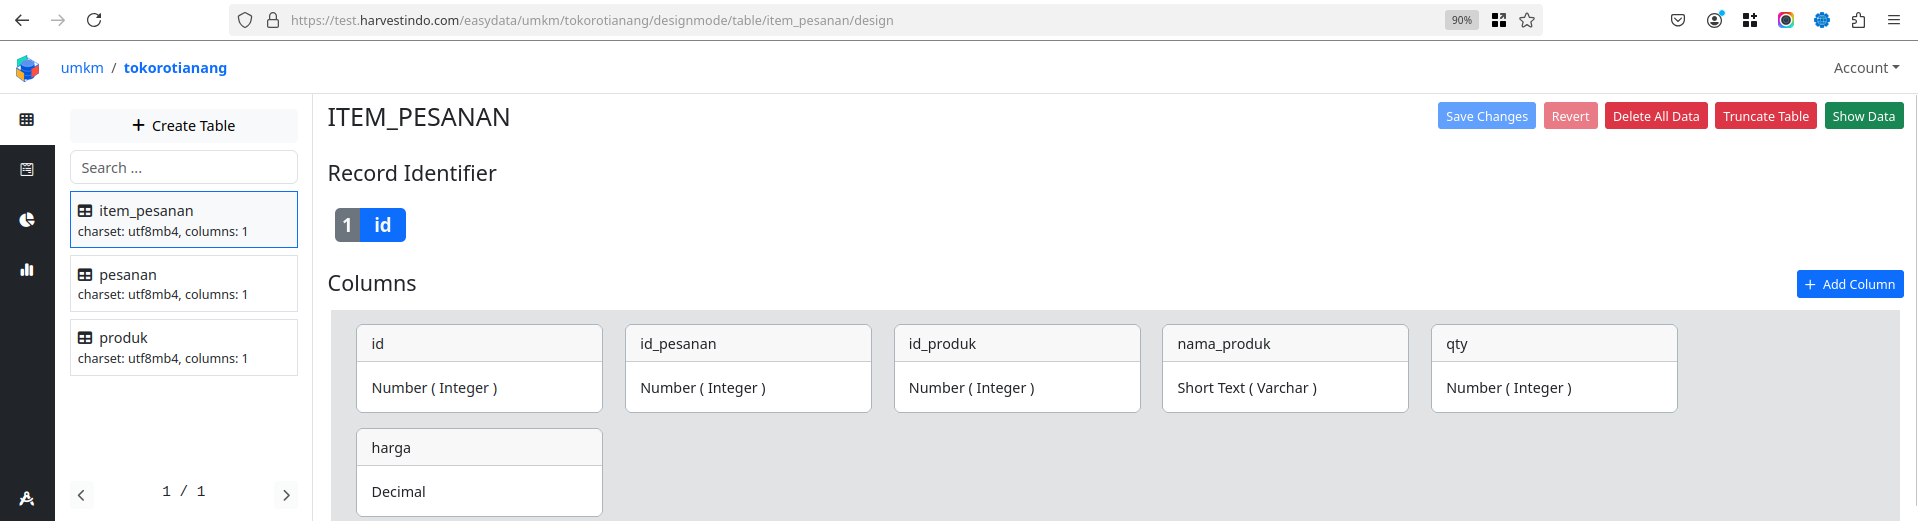 https://test.harvestindo.com/easydata/umkm/tokorotianang/designmode/table/item_pesanan/design
90%
umkm / tokorotianang
Account
Create Table
Search ...
item_pesanan
charset: utf8mb4, columns: 1
pesanan
charset: utf8mb4, columns: 1
produk
charset: utf8mb4, columns: 1
1 / 1
ITEM_PESANAN
Save Changes
Revert
Delete All Data
Truncate Table
Show Data
Record Identifier
1 id
Columns
+ Add Column
id
Number ( Integer )
id_pesanan
Number ( Integer )
id_produk
Number ( Integer )
nama_produk
Short Text ( Varchar )
qty
Number ( Integer )
harga
Decimal